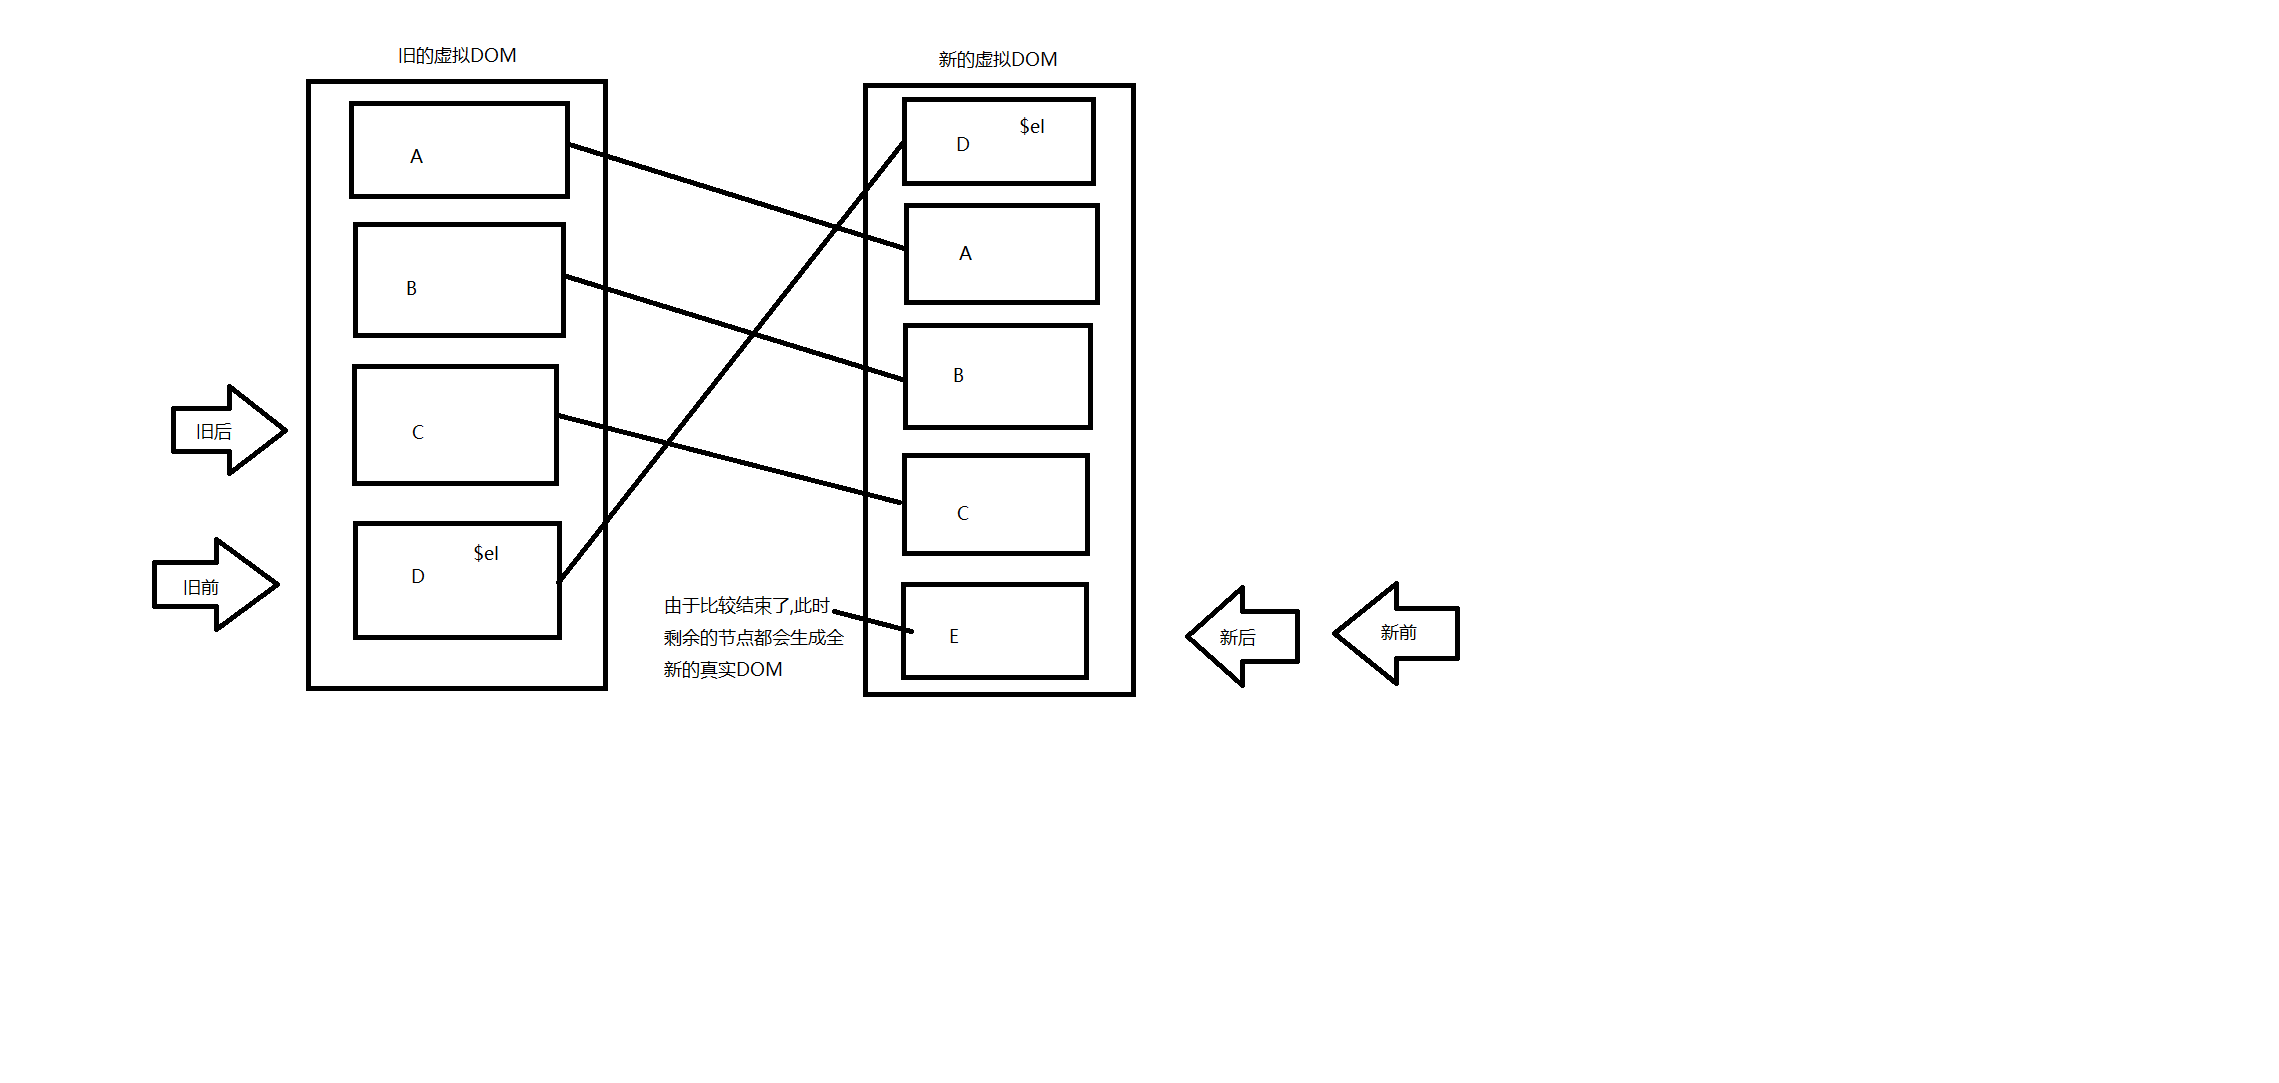 旧的虚拟DOM
A
B
C
D
$el
旧后
旧前
新的虚拟DOM
D
$el
A
B
C
E
由于比较结束了,此时
剩余的节点都会生成全
新的真实DOM
新后
新前